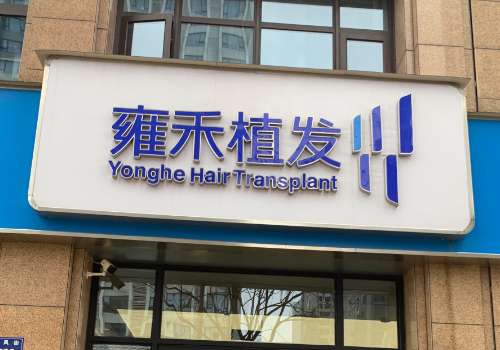 雍禾植发
Yonghe Hair Transplant